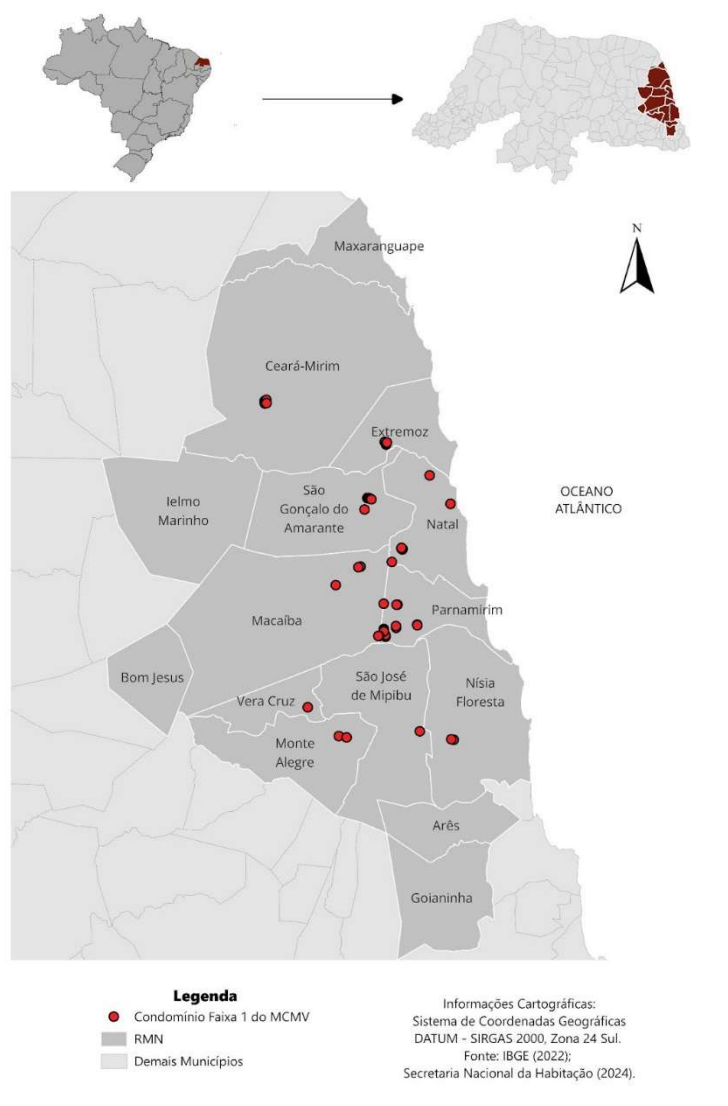 N
Maxaranguape
Ceará-Mirim
Extremoz
Ielmo
Marinho
São
Gonçalo do
Amarante
Natal
OCEANO
ATLÂNTICO
Macaíba
Parnamirim
Bom Jesus
Vera Cruz
São José
de Mipibu
Nísia
Floresta
Monte
Alegre
Arês
Goianinha
Legenda
Condomínio Faixa 1 do MCMV
RMN
Demais Municípios
Informações Cartográficas:
Sistema de Coordenadas Geográficas
DATUM - SIRGAS 2000, Zona 24 Sul.
Fonte: IBGE (2022);
Secretaria Nacional da Habitação (2024).